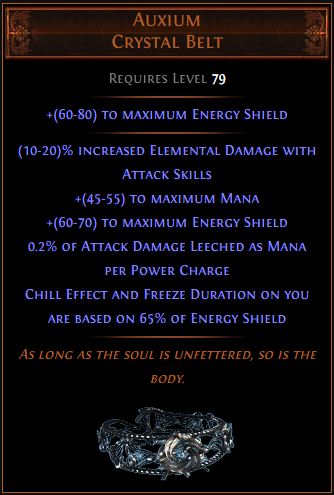 Auxium
Crystal Belt
Requires Level 79
+(60-80) to maximum Energy Shield
(10-20)% increased Elemental Damage with
Attack Skills
+(45-55) to maximum Mana
+(60-70) to maximum Energy Shield
0.2% of Attack Damage Leeched as Mana
per Power Charge
Chill Effect and Freeze Duration on you
are based on 65% of Energy Shield
As long as the soul is unfettered, so is the
body.